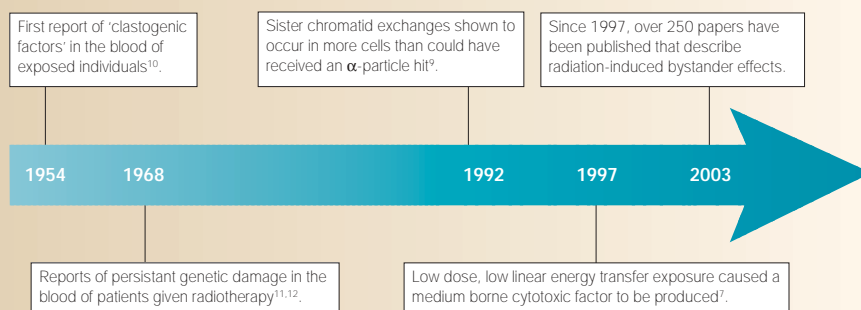 First report of 'clastogenic
factors' in the blood of
exposed individuals¹⁰.
Sister chromatid exchanges shown to
occur in more cells than could have
received an α-particle hit⁹.
Since 1997, over 250 papers have
been published that describe
radiation-induced bystander effects.
1954 1968 1992 1997 2003
Reports of persistant genetic damage in the
blood of patients given radiotherapy¹¹,¹².
Low dose, low linear energy transfer exposure caused a
medium borne cytotoxic factor to be produced⁷.